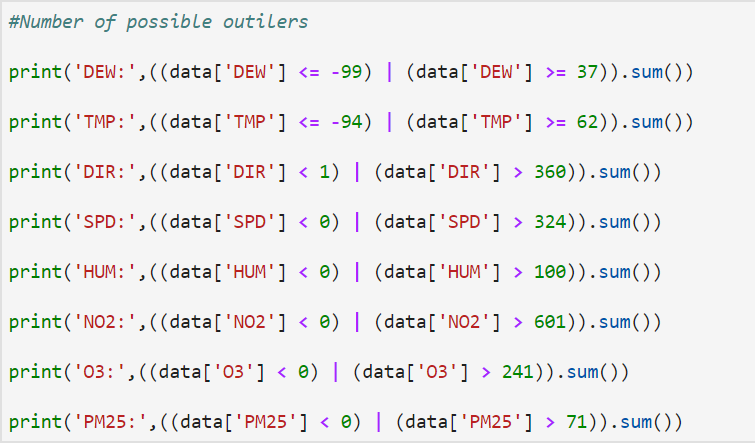 #Number of possible outilers
print('DEW:',((data['DEW'] <= -99) | (data['DEW'] >= 37)).sum())
print('TMP:',((data['TMP'] <= -94) | (data['TMP'] >= 62)).sum())
print('DIR:',((data['DIR'] < 1) | (data['DIR'] > 360)).sum())
print('SPD:',((data['SPD'] < 0) | (data['SPD'] > 324)).sum())
print('HUM:',((data['HUM'] < 0) | (data['HUM'] > 100)).sum())
print('NO2:',((data['NO2'] < 0) | (data['NO2'] > 601)).sum())
print('O3:',((data['O3'] < 0) | (data['O3'] > 241)).sum())
print('PM25:',((data['PM25'] < 0) | (data['PM25'] > 71)).sum())